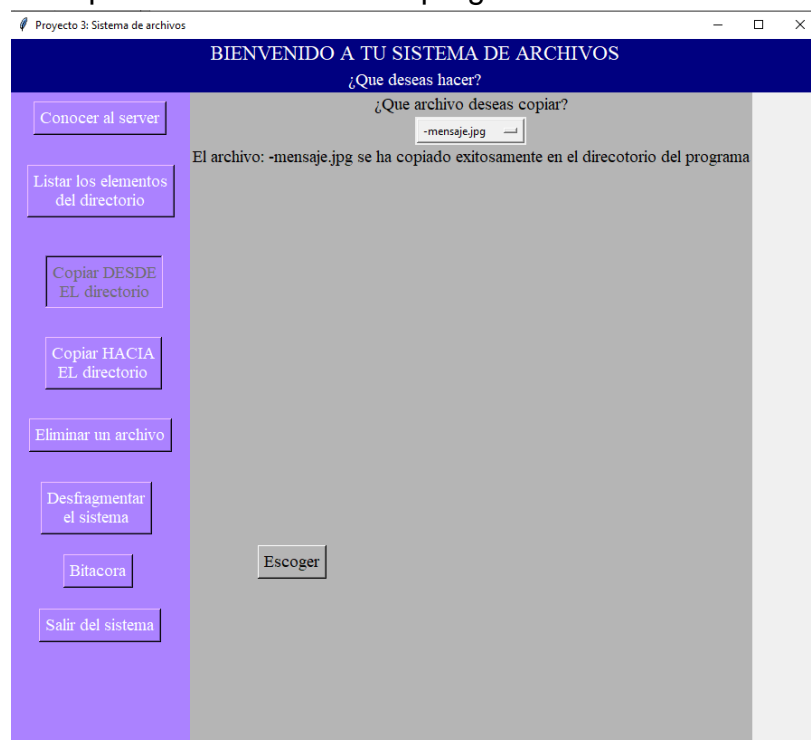 Proyecto 3: Sistema de archivos
BIENVENIDO A TU SISTEMA DE ARCHIVOS
¿Que deseas hacer?
Conocer al server
Listar los elementos
del directorio
Copiar DESDE
EL directorio
Copiar HACIA
EL directorio
Eliminar un archivo
Desfragmentar
el sistema
Bitacora
Salir del sistema
¿Que archivo deseas copiar?
-mensaje.jpg
El archivo: -mensaje.jpg se ha copiado exitosamente en el direcotorio del programa
Escoger